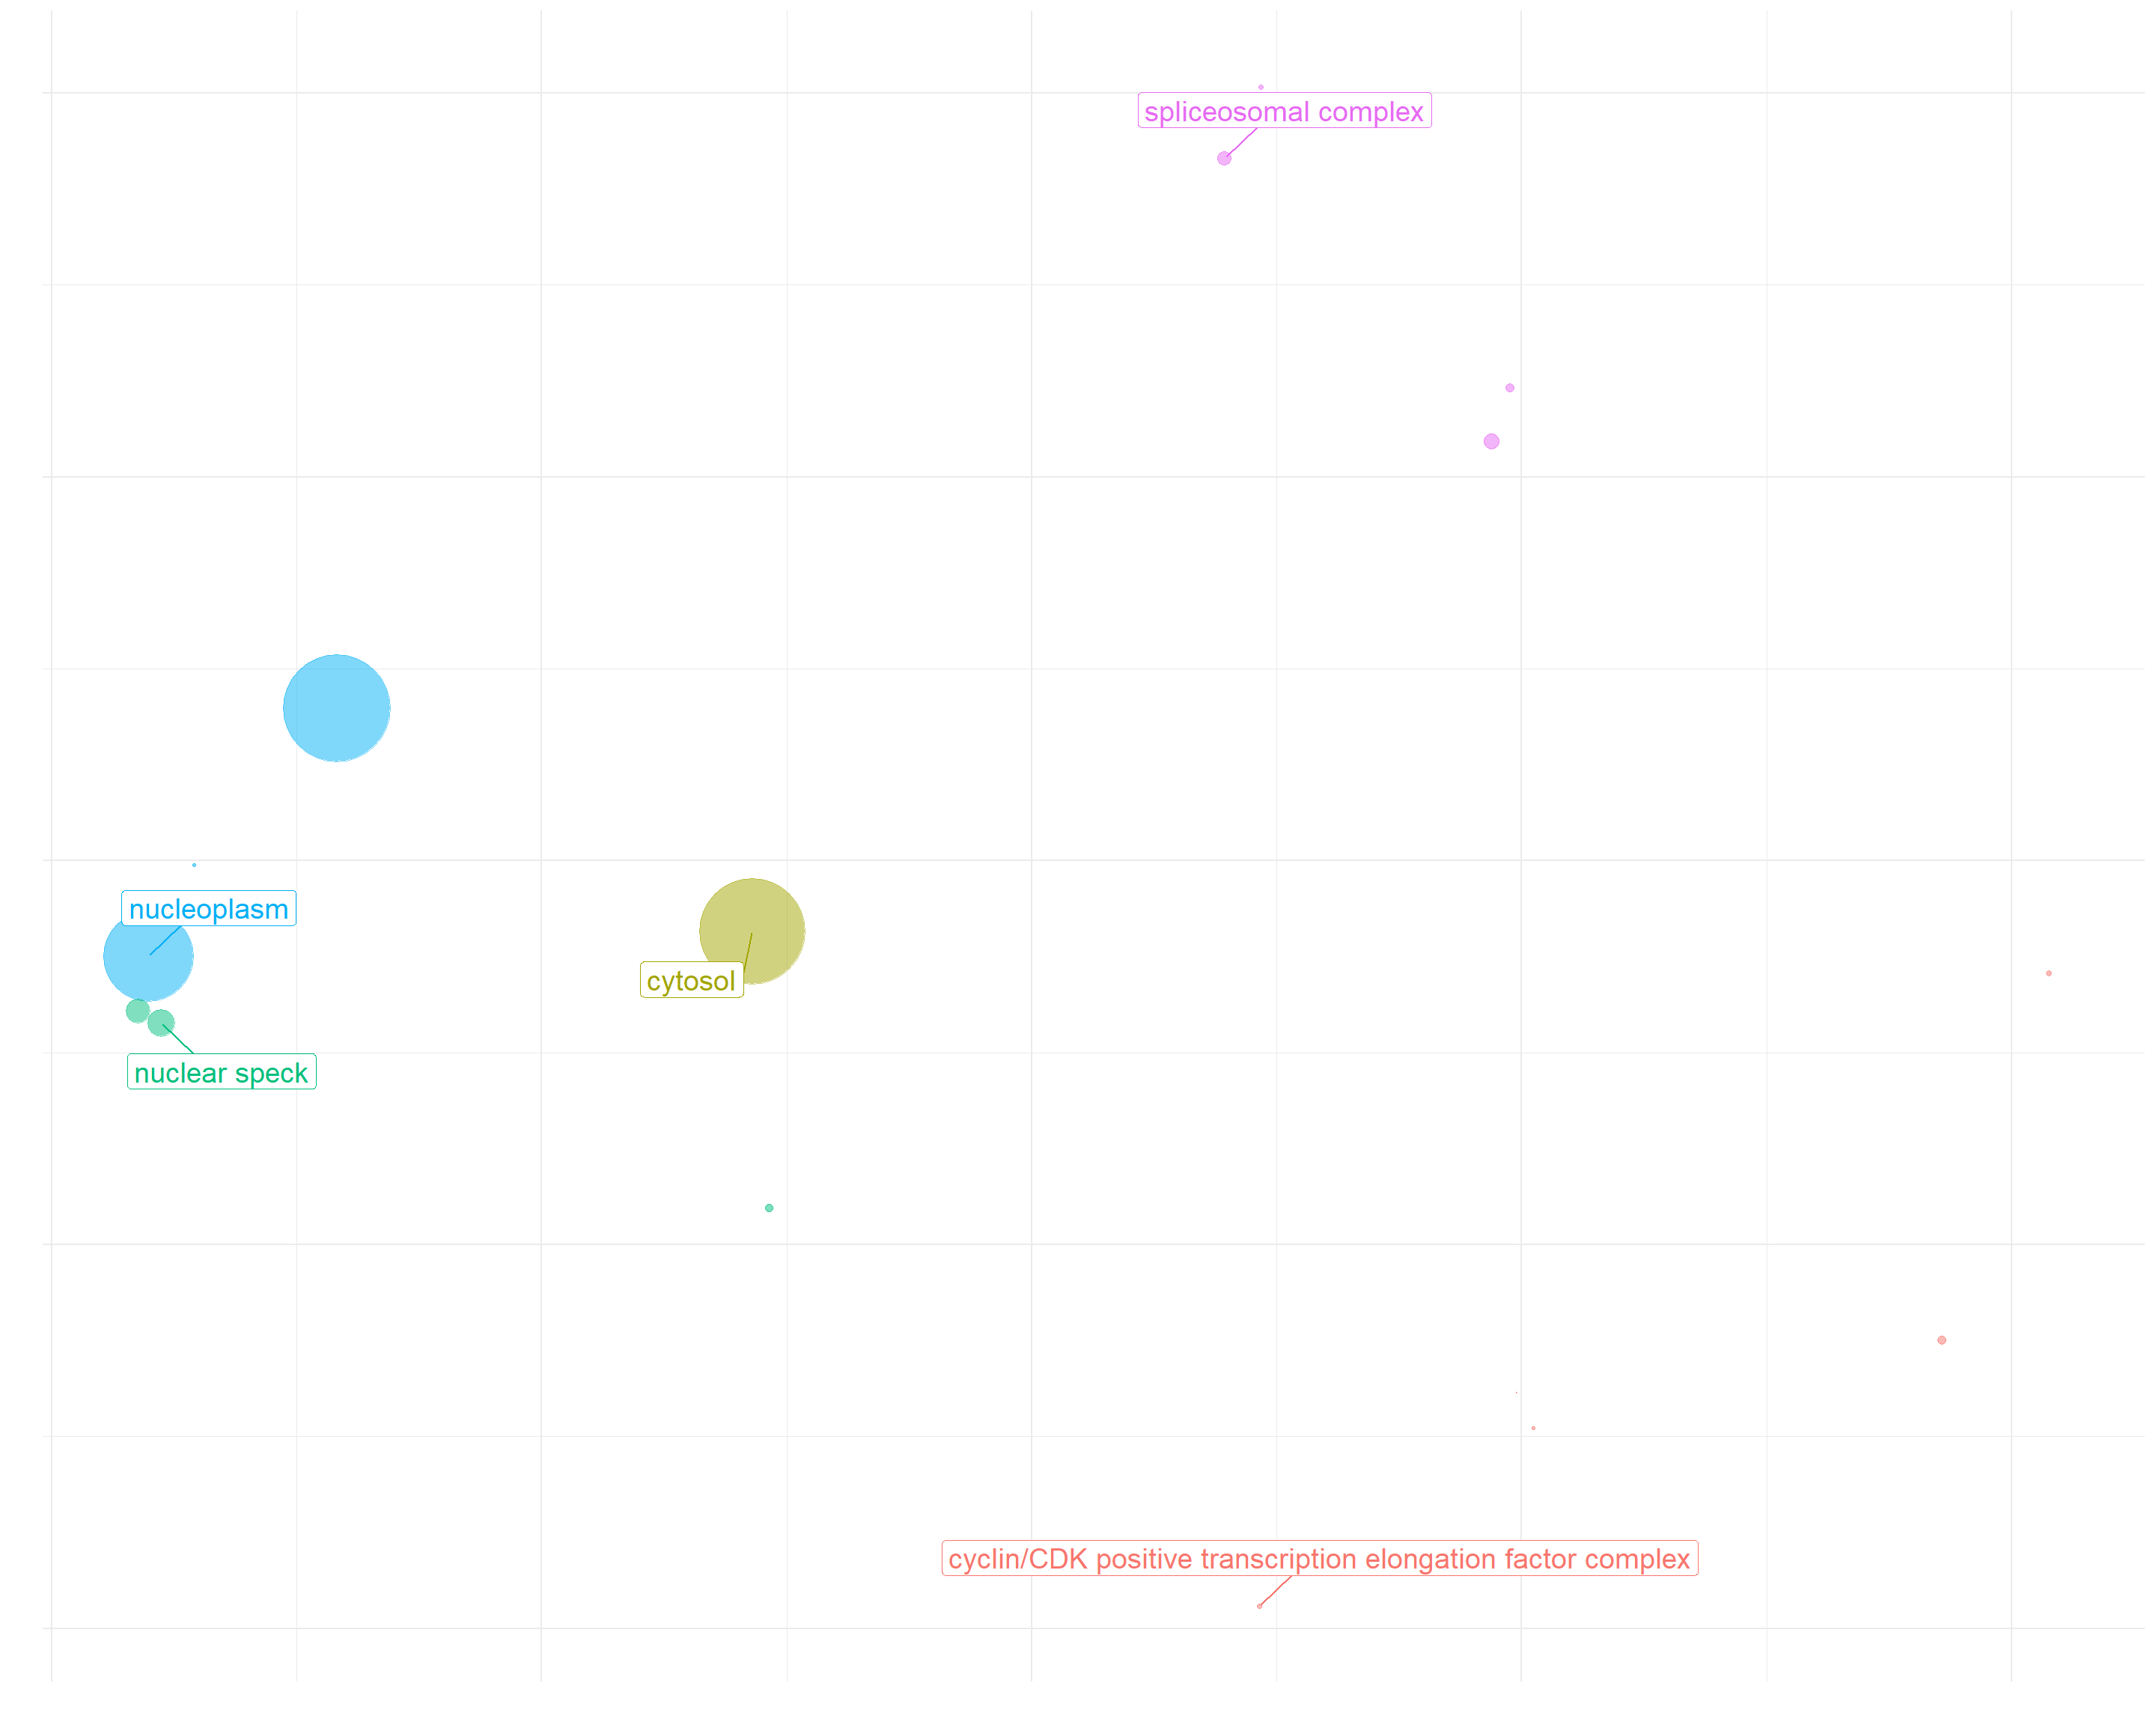 spliceosomal complex
nucleoplasm
cytosol
nuclear speck
cyclin/CDK positive transcription elongation factor complex